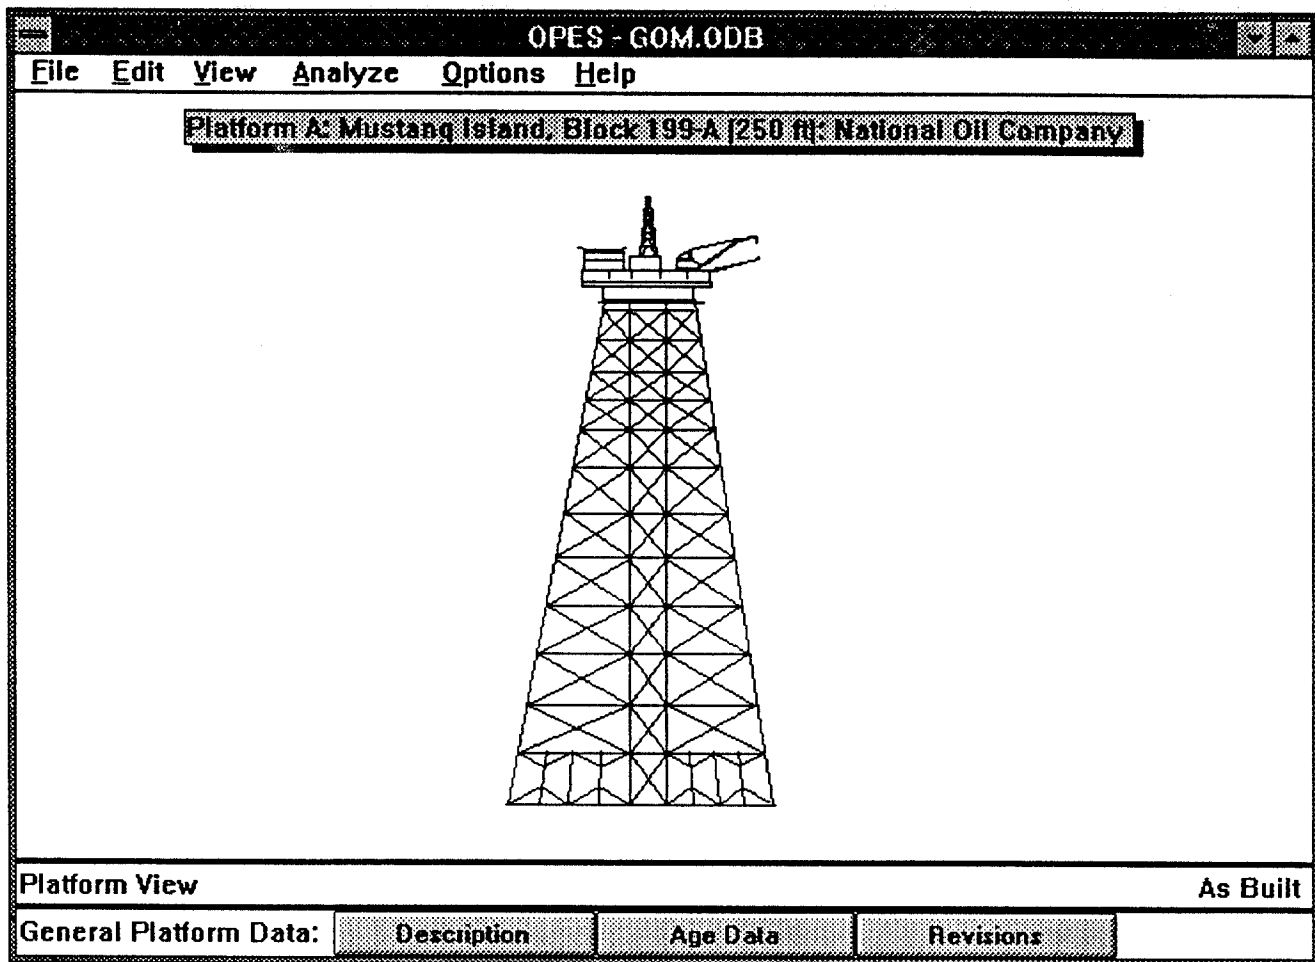 OPES - GOM.ODB
File Edit View Analyze Options Help
Platform A: Mustang Island, Block 199-A [250 ft]: National Oil Company
Platform View As Built
General Platform Data: Description Age Data Revisions